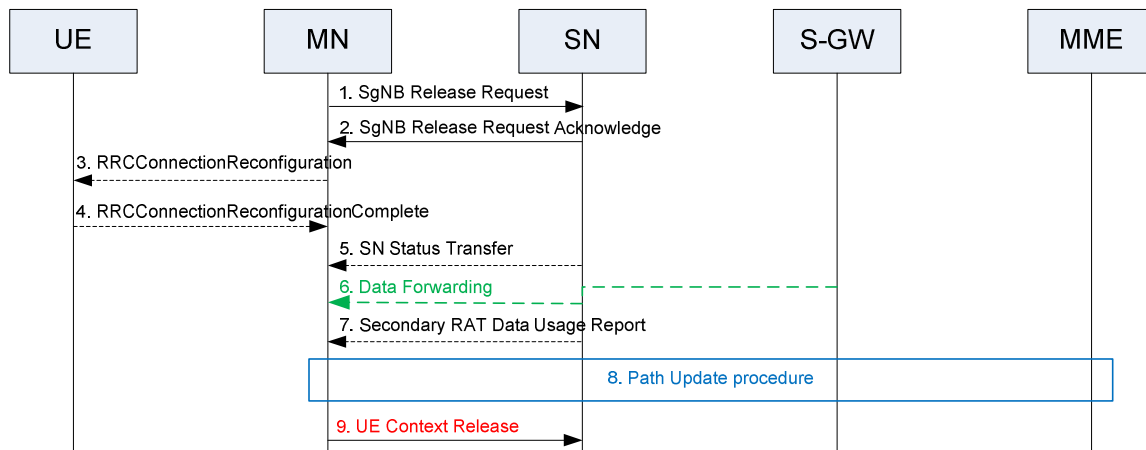 UE
MN
SN
S-GW
MME
1. SgNB Release Request
2. SgNB Release Request Acknowledge
3. RRCConnectionReconfiguration
4. RRCConnectionReconfigurationComplete
5. SN Status Transfer
6. Data Forwarding
7. Secondary RAT Data Usage Report
8. Path Update procedure
9. UE Context Release